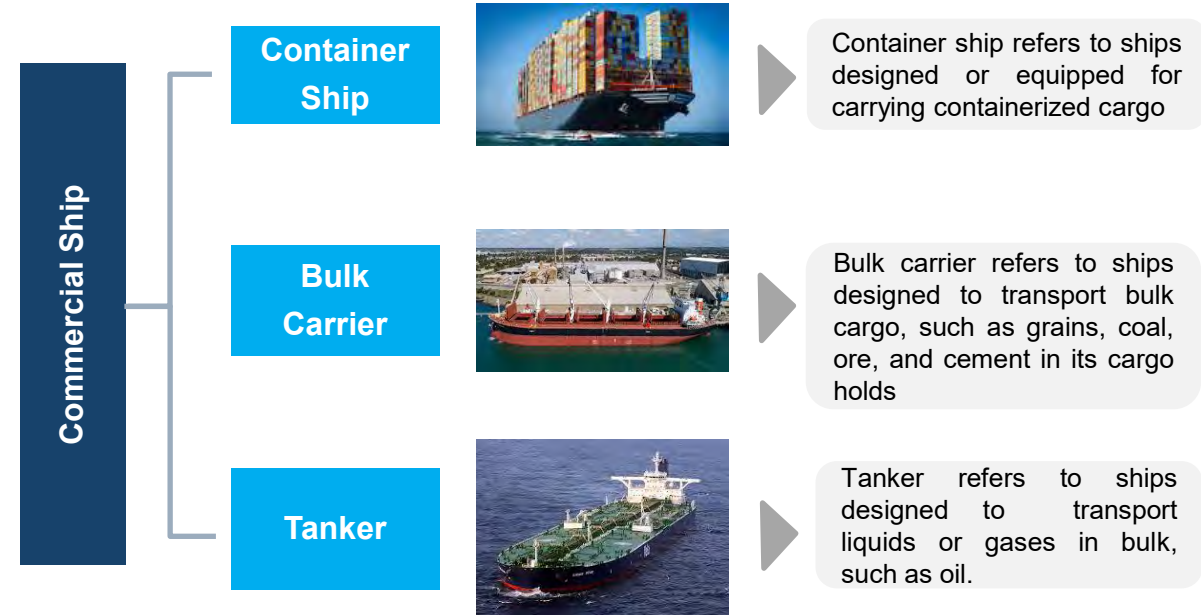 Commercial Ship
Container
Ship
Container ship refers to ships
designed or equipped for
carrying containerized cargo
Bulk
Carrier
Bulk carrier refers to ships
designed to transport bulk
cargo, such as grains, coal,
ore, and cement in its cargo
holds
Tanker
Tanker refers to ships
designed to transport
liquids or gases in bulk,
such as oil.